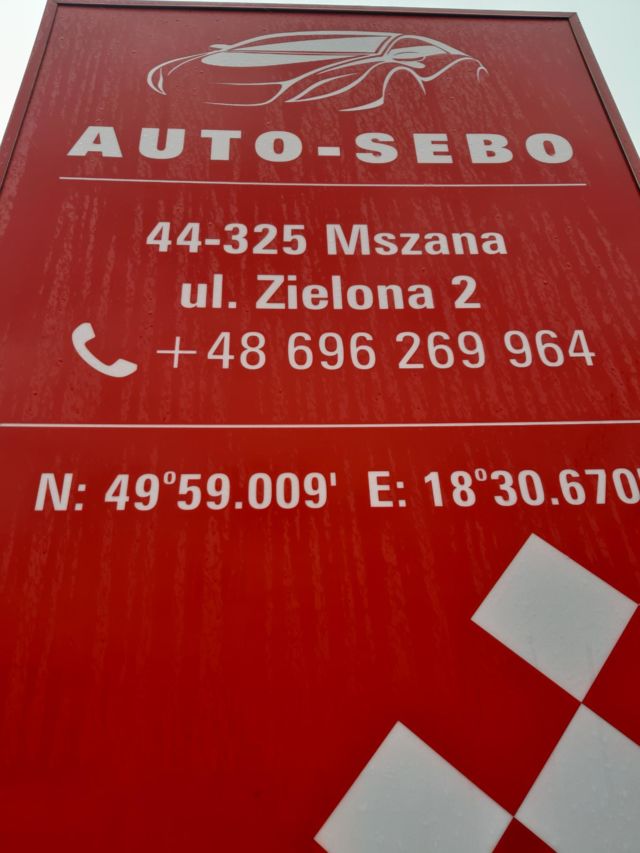 AUTO-SEBO
44-325 Mszana
ul. Zielona 2
+48 696 269 964
N: 49°59.009' E: 18°30.670'